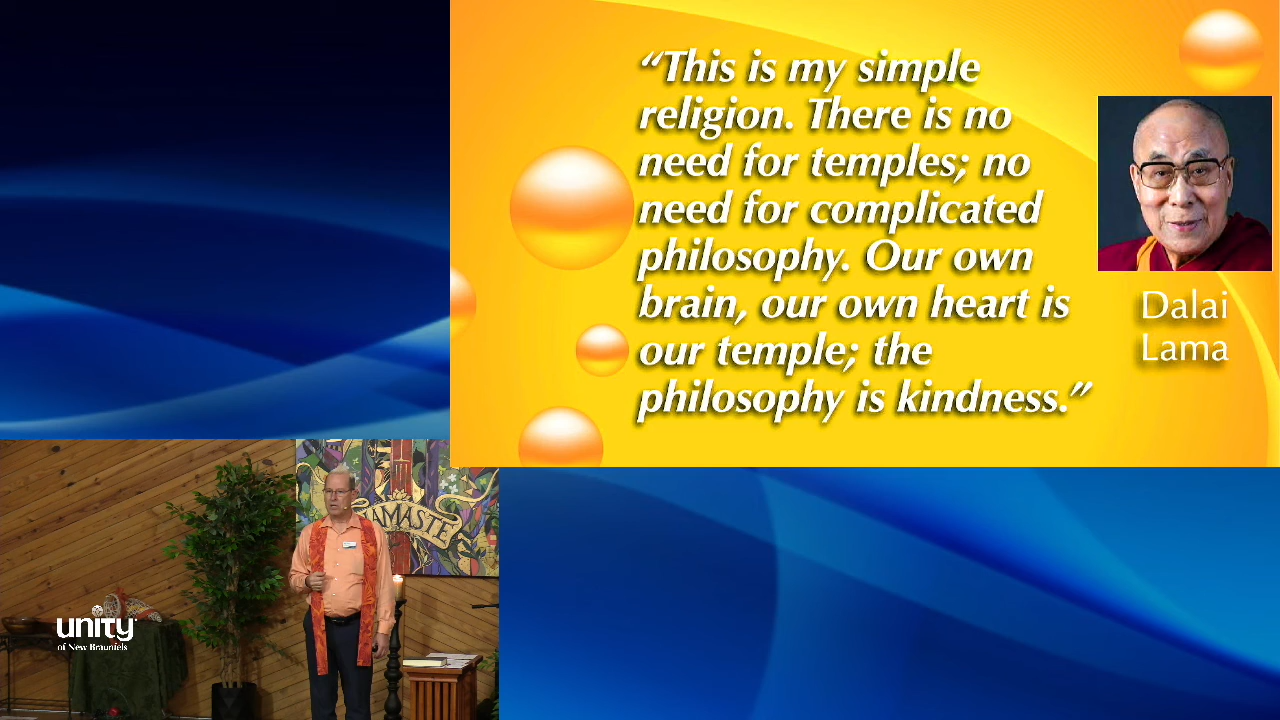 “This is my simple
religion. There is no
need for temples; no
need for complicated
philosophy. Our own
brain, our own heart is
our temple; the
philosophy is kindness.”
Dalai
Lama
NAMASTE
unity
of New Braunfels